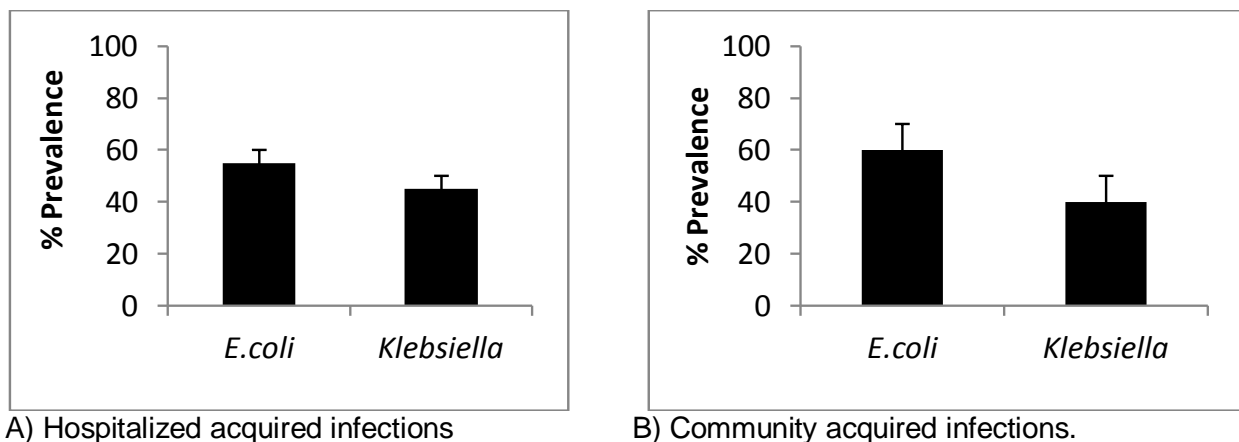 100
80
60
40
20
0
% Prevalence
E.coli Klebsiella
A) Hospitalized acquired infections
100
80
60
40
20
0
% Prevalence
E.coli Klebsiella
B) Community acquired infections.